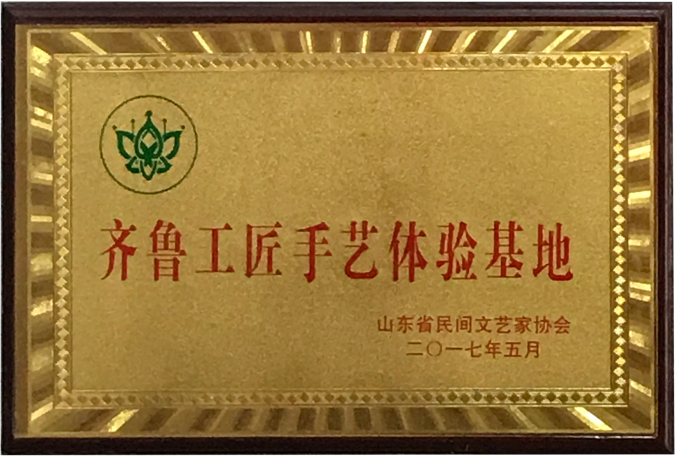 齐鲁工匠手艺体验基地
山东省民间文艺家协会
二〇一七年五月